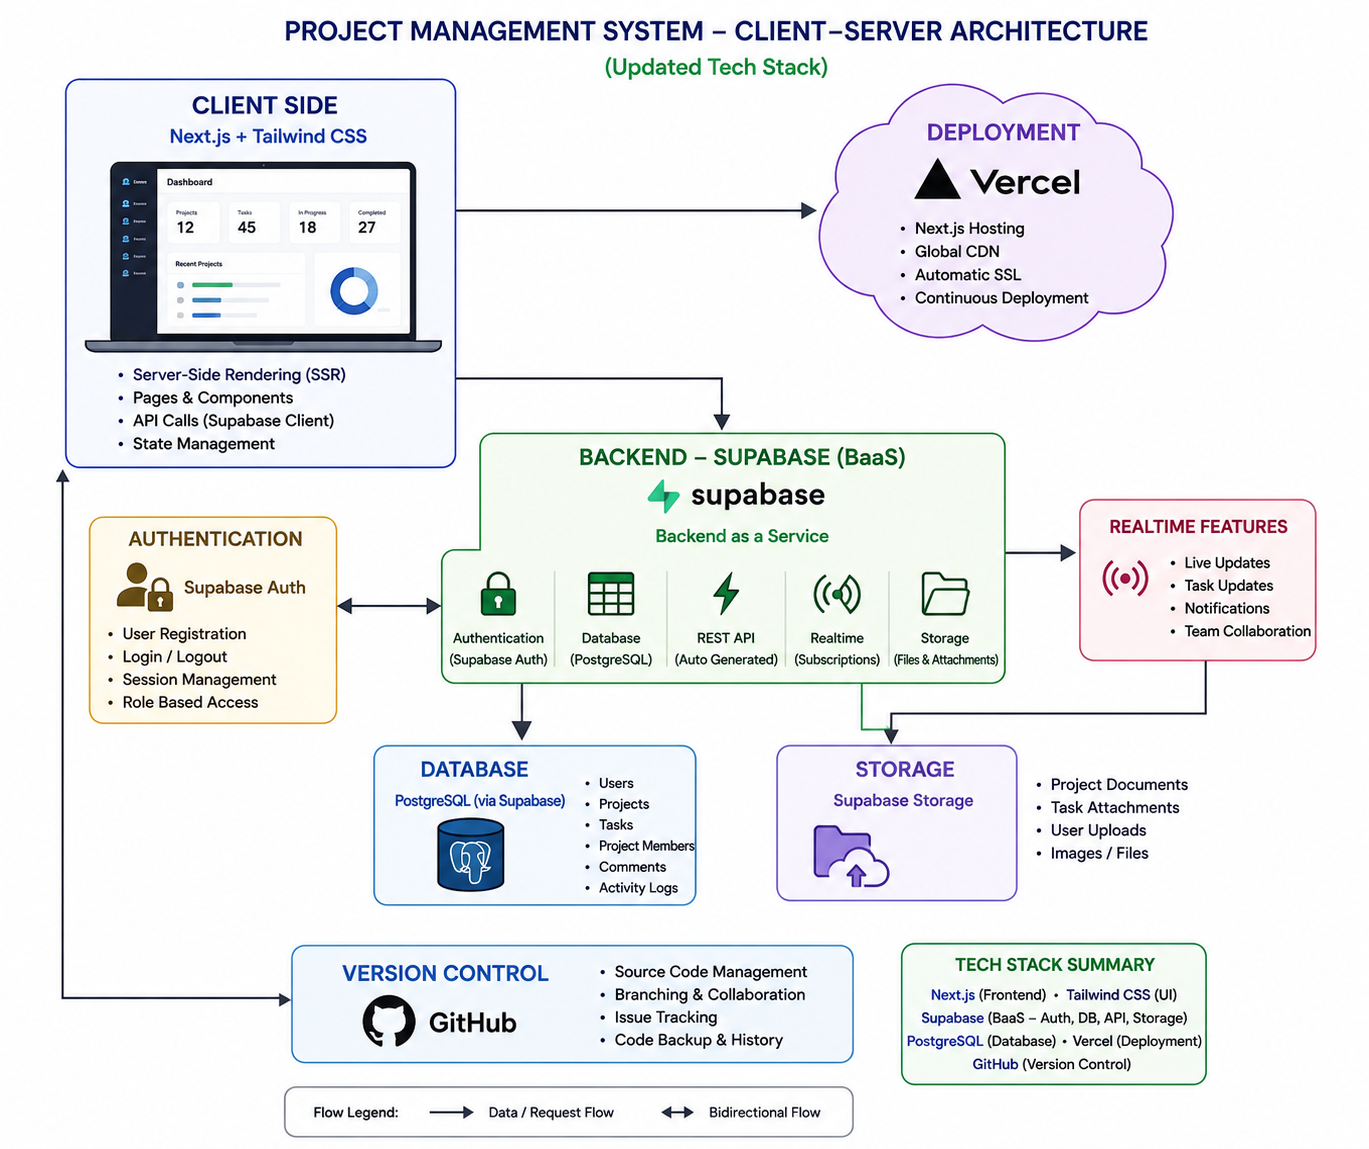 PROJECT MANAGEMENT SYSTEM – CLIENT–SERVER ARCHITECTURE
(Updated Tech Stack)
CLIENT SIDE
Next.js + Tailwind CSS
Dashboard
Projects
12
Tasks
45
In Progress
18
Completed
27
Recent Projects
• Server-Side Rendering (SSR)
• Pages & Components
• API Calls (Supabase Client)
• State Management
DEPLOYMENT
Vercel
• Next.js Hosting
• Global CDN
• Automatic SSL
• Continuous Deployment
BACKEND – SUPABASE (BaaS)
supabase
Backend as a Service
Authentication
(Supabase Auth)
Database
(PostgreSQL)
REST API
(Auto Generated)
Realtime
(Subscriptions)
Storage
(Files & Attachments)
AUTHENTICATION
Supabase Auth
• User Registration
• Login / Logout
• Session Management
• Role Based Access
REALTIME FEATURES
• Live Updates
• Task Updates
• Notifications
• Team Collaboration
DATABASE
PostgreSQL (via Supabase)
• Users
• Projects
• Tasks
• Project Members
• Comments
• Activity Logs
STORAGE
Supabase Storage
• Project Documents
• Task Attachments
• User Uploads
• Images / Files
VERSION CONTROL
GitHub
• Source Code Management
• Branching & Collaboration
• Issue Tracking
• Code Backup & History
TECH STACK SUMMARY
Next.js (Frontend) • Tailwind CSS (UI)
Supabase (BaaS – Auth, DB, API, Storage)
PostgreSQL (Database) • Vercel (Deployment)
GitHub (Version Control)
Flow Legend:
Data / Request Flow
Bidirectional Flow